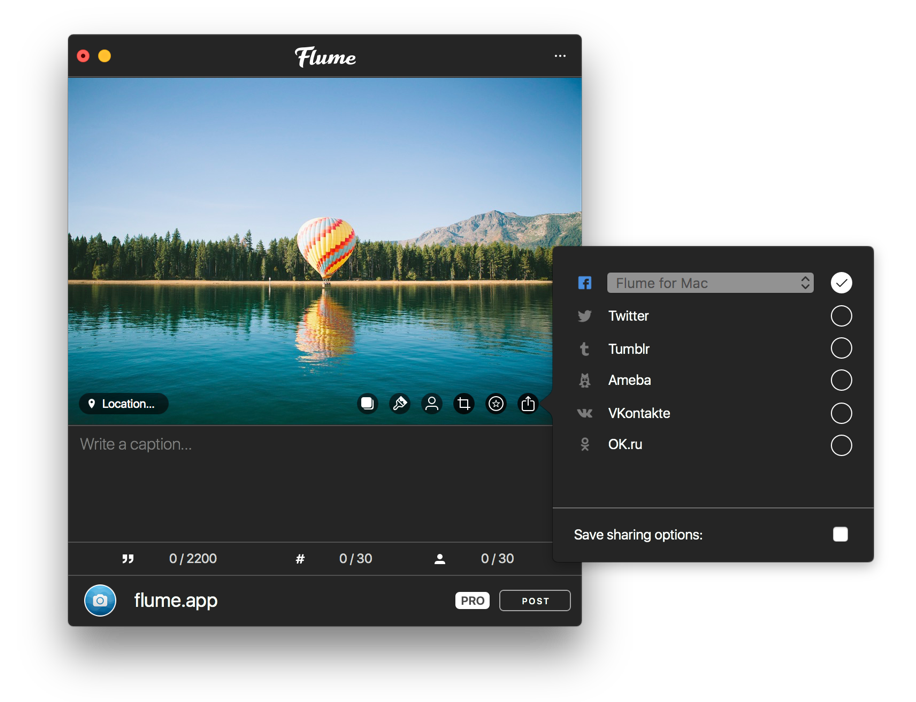 Flume
Location...
Write a caption...
0 / 2200
# 0 / 30
0 / 30
flume.app
PRO
POST
Flume for Mac
Twitter
Tumblr
Ameba
VKontakte
OK.ru
Save sharing options: